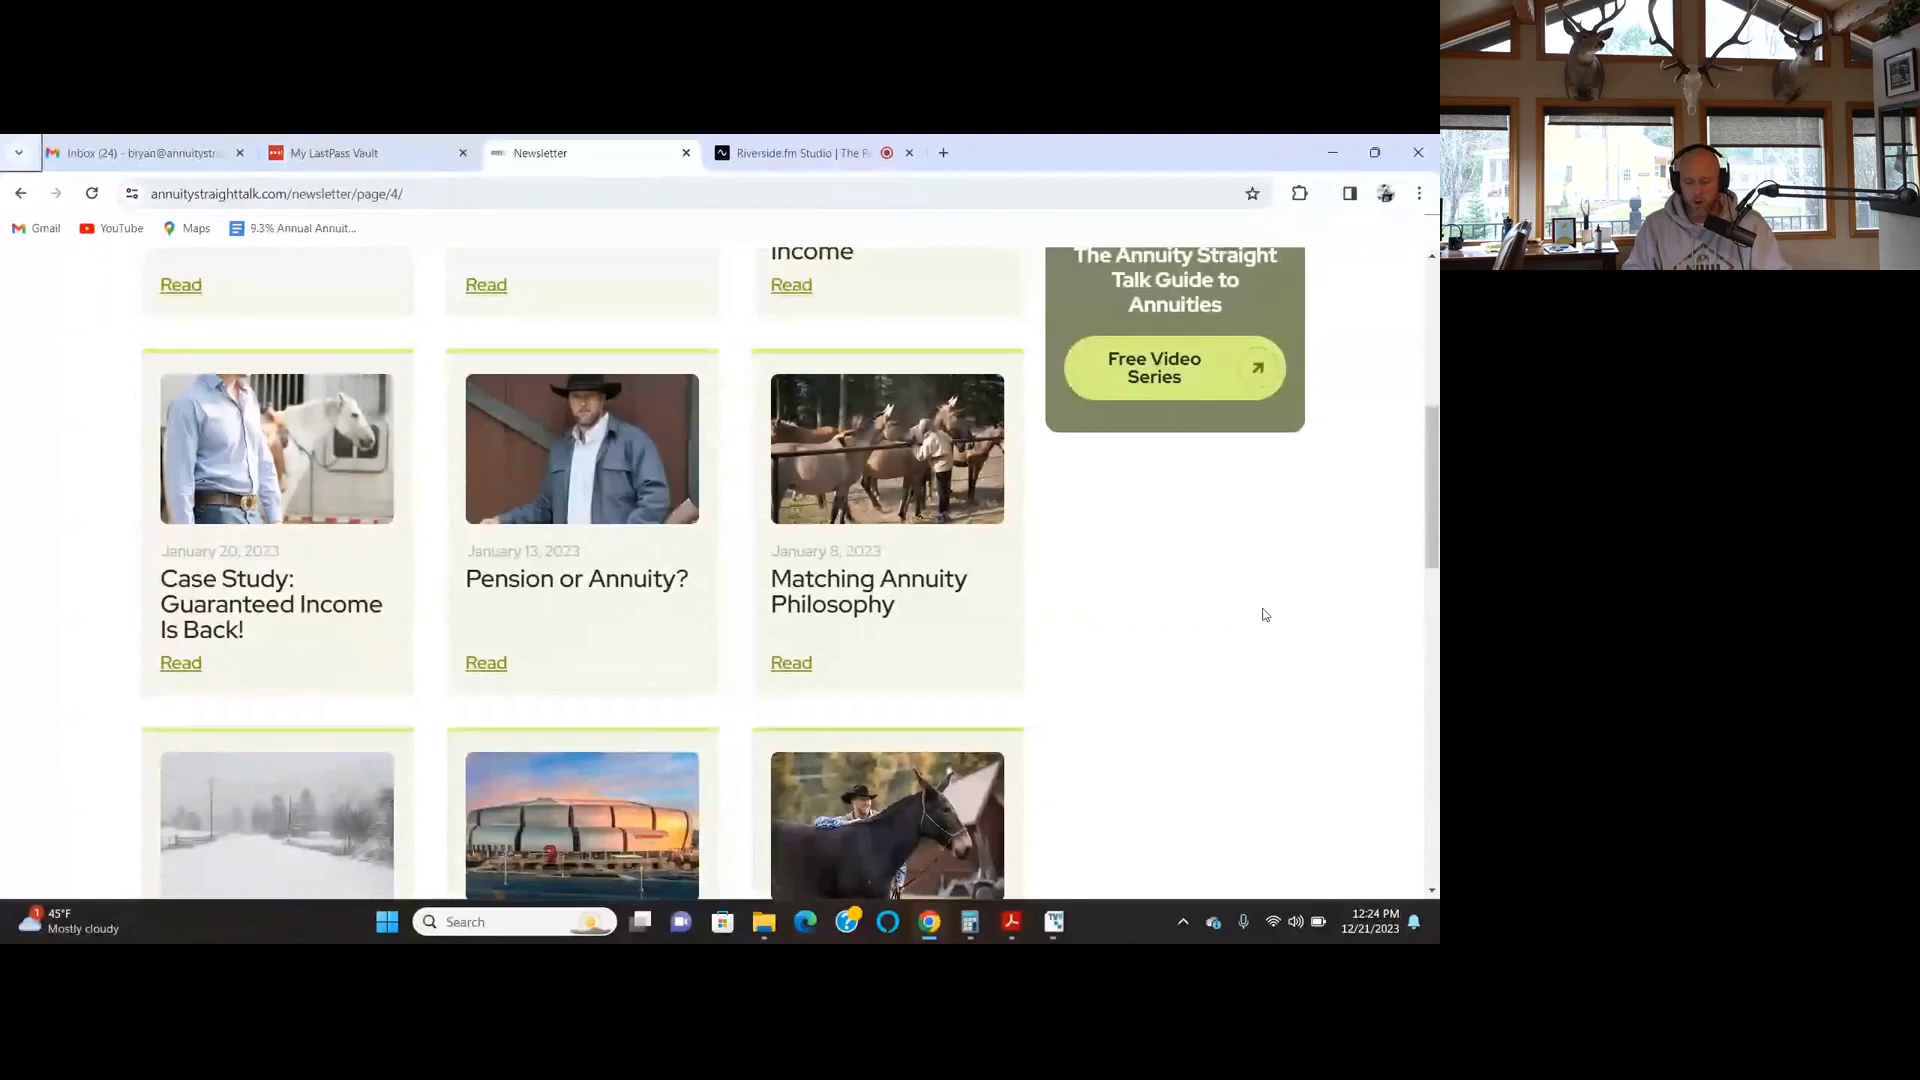 Inbox (24) - bryan@annuitystr
My LastPass Vault
Newsletter
Riverside.fm Studio | The R
annuitystraighttalk.com/newsletter/page/4/
Gmail
YouTube
Maps
9.3% Annual Annuit...
Income
Read
Read
Read
The Annuity Straight
Talk Guide to
Annuities
Free Video
Series
January 20, 2023
Case Study:
Guaranteed Income
Is Back!
Read
January 13, 2023
Pension or Annuity?
Read
January 8, 2023
Matching Annuity
Philosophy
Read
1
45°F
Mostly cloudy
Search
12:24 PM
12/21/2023